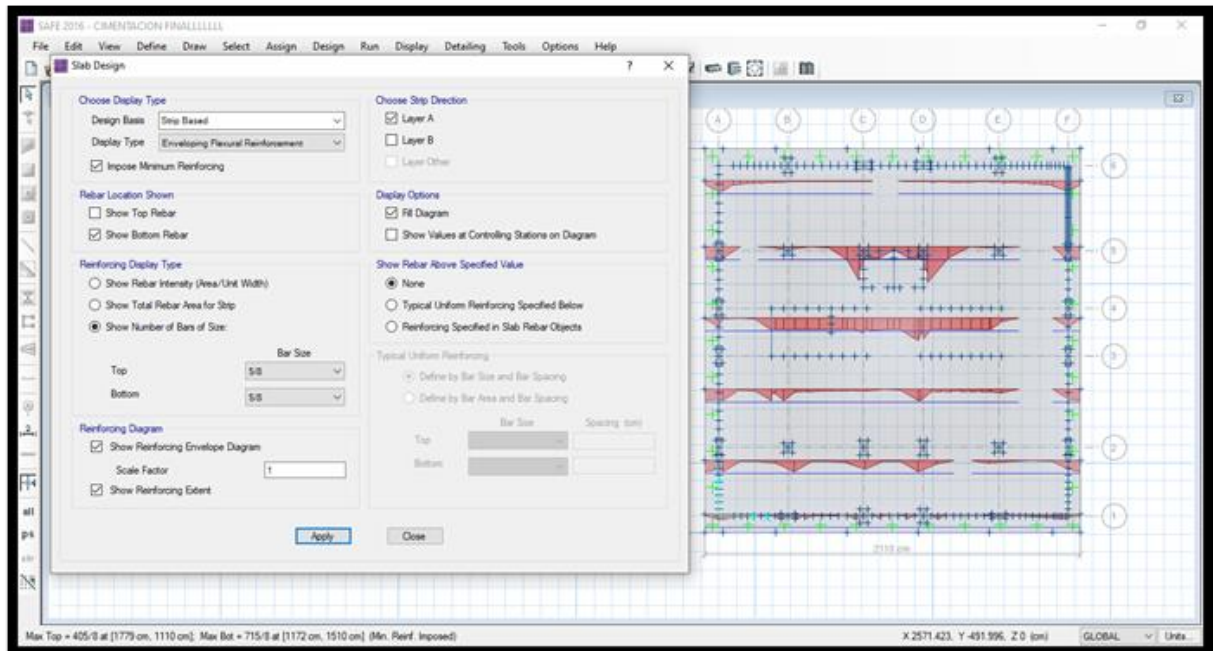 SAFE 2016 - CIMENTACION FINALLLLLLL
File Edit View Define Draw Select Assign Design Run Display Detailing Tools Options Help
Slab Design
? X
Choose Display Type
Design Basis Strip Based
Display Type Enveloping Flexural Reinforcement
Impose Minimum Reinforcing
Choose Strip Direction
Layer A
Layer B
Layer Other
Rebar Location Shown
Show Top Rebar
Show Bottom Rebar
Display Options
Fill Diagram
Show Values at Controlling Stations on Diagram
Reinforcing Display Type
Show Rebar Intensity (Area/Unit Width)
Show Total Rebar Area for Strip
Show Number of Bars of Size:
Bar Size
Top 5/8
Bottom 5/8
Show Rebar Above Specified Value
None
Typical Uniform Reinforcing Specified Below
Reinforcing Specified in Slab Rebar Objects
Typical Uniform Reinforcing
Define by Bar Size and Bar Spacing
Define by Bar Area and Bar Spacing
Bar Size Spacing (cm)
Top
Bottom
Reinforcing Diagram
Show Reinforcing Envelope Diagram
Scale Factor 1
Show Reinforcing Extent
Apply Close
A B C D E F
6
5
4
3
2
1
2110 cm
all
ps
clr
Max Top = 405/8 at [1779 cm, 1110 cm]; Max Bot = 715/8 at [1172 cm, 1510 cm] (Min. Reinf. Imposed)
X 2571.423, Y -491.996, Z 0 (cm) GLOBAL Units...